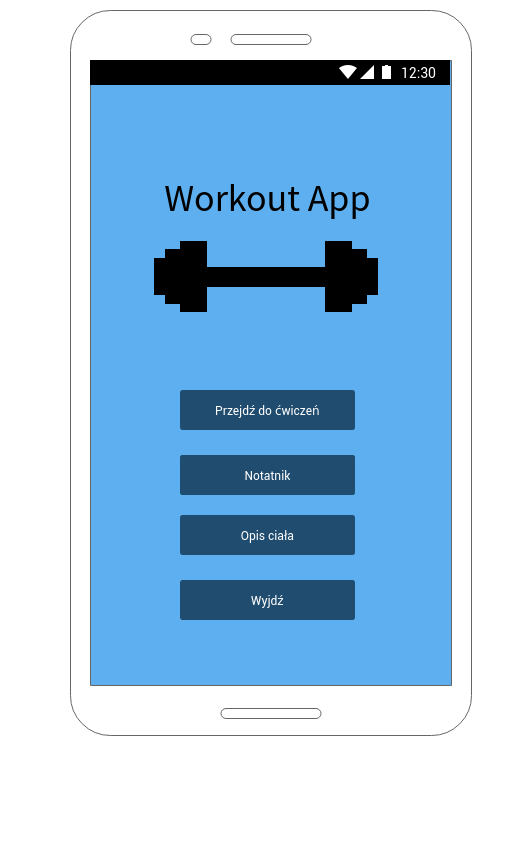 12:30
Workout App
Przejdź do ćwiczeń
Notatnik
Opis ciała
Wyjdź